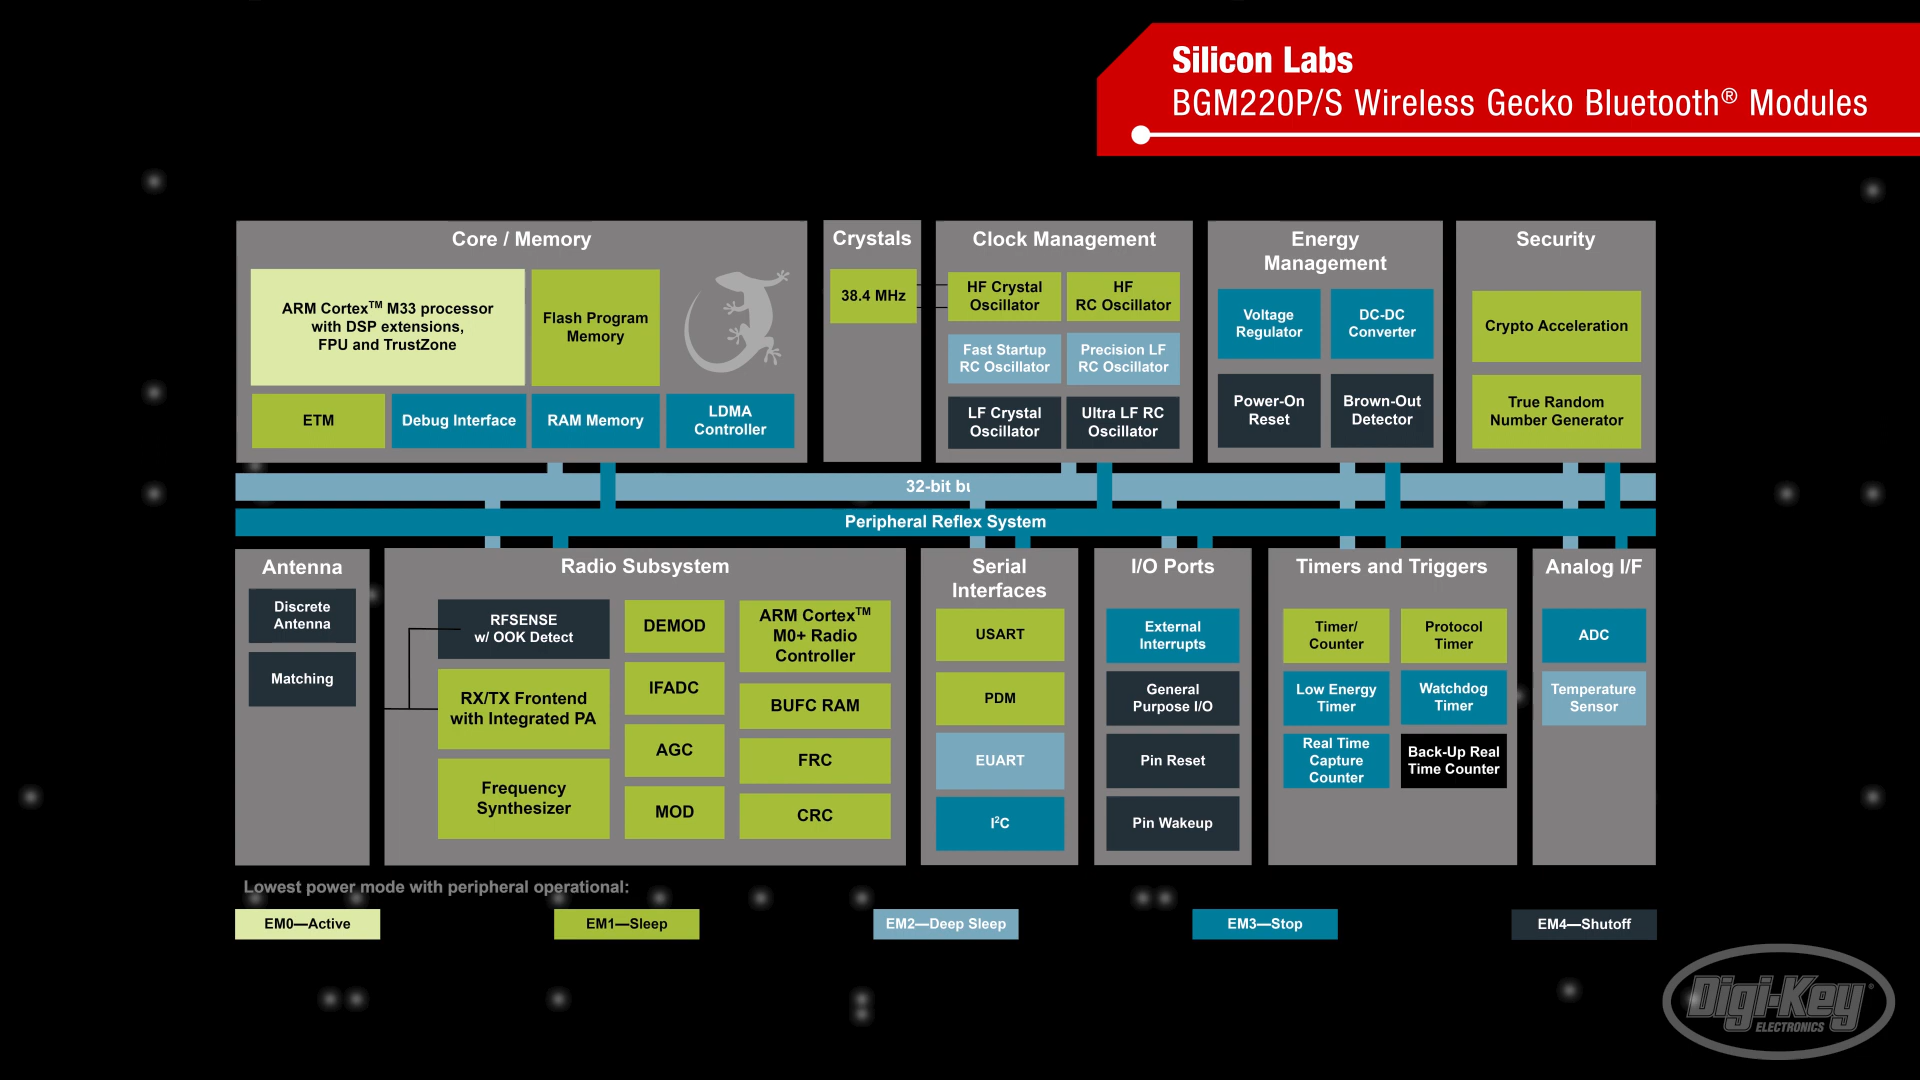 Silicon Labs
BGM220P/S Wireless Gecko Bluetooth® Modules
Core / Memory
ARM Cortex™ M33 processor
with DSP extensions,
FPU and TrustZone
Flash Program
Memory
ETM
Debug Interface
RAM Memory
LDMA
Controller
Crystals
38.4 MHz
Clock Management
HF Crystal
Oscillator
HF
RC Oscillator
Fast Startup
RC Oscillator
Precision LF
RC Oscillator
LF Crystal
Oscillator
Ultra LF RC
Oscillator
Energy
Management
Voltage
Regulator
DC-DC
Converter
Power-On
Reset
Brown-Out
Detector
Security
Crypto Acceleration
True Random
Number Generator
32-bit bu
Peripheral Reflex System
Antenna
Discrete
Antenna
Matching
Radio Subsystem
RFSENSE
w/ OOK Detect
RX/TX Frontend
with Integrated PA
Frequency
Synthesizer
DEMOD
IFADC
AGC
MOD
ARM Cortex™
M0+ Radio
Controller
BUFC RAM
FRC
CRC
Serial
Interfaces
USART
PDM
EUART
I²C
I/O Ports
External
Interrupts
General
Purpose I/O
Pin Reset
Pin Wakeup
Timers and Triggers
Timer/
Counter
Protocol
Timer
Low Energy
Timer
Watchdog
Timer
Real Time
Capture
Counter
Back-Up Real
Time Counter
Analog I/F
ADC
Temperature
Sensor
Lowest power mode with peripheral operational:
EM0—Active
EM1—Sleep
EM2—Deep Sleep
EM3—Stop
EM4—Shutoff
Digi-Key®
ELECTRONICS